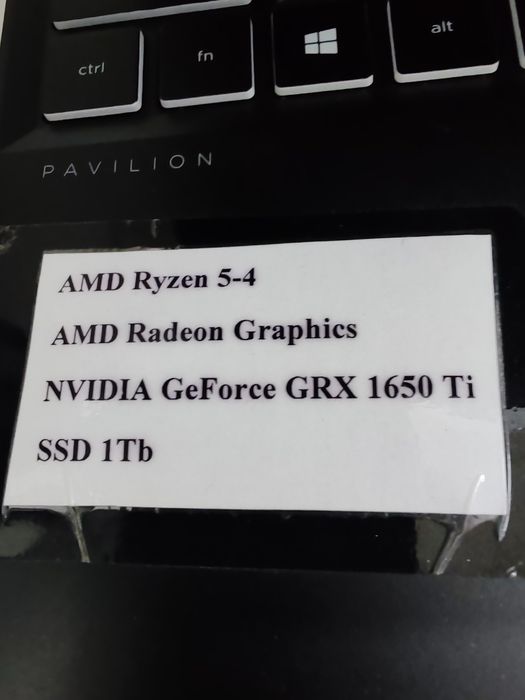 ctrl fn alt
PAVILION
AMD Ryzen 5-4
AMD Radeon Graphics
NVIDIA GeForce GRX 1650 Ti
SSD 1Tb